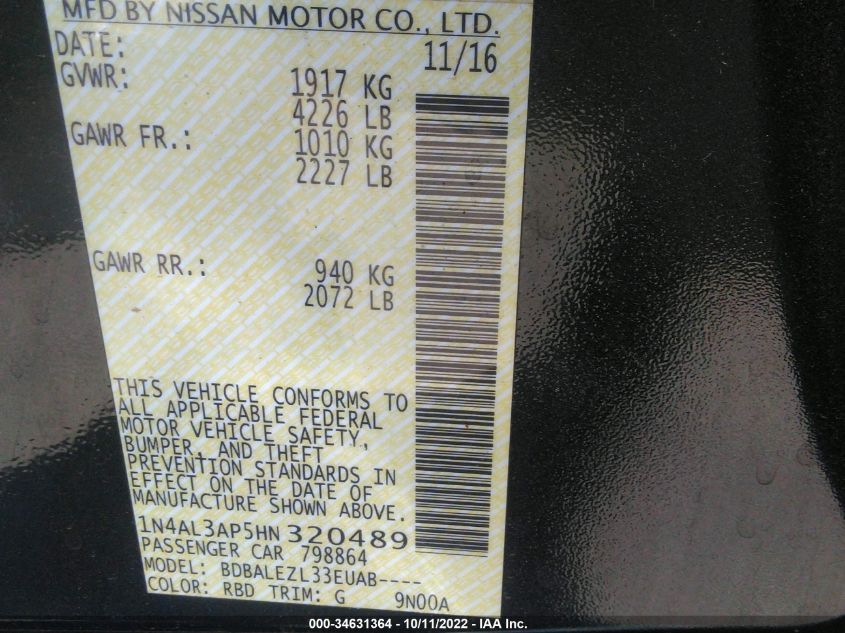 MFD BY NISSAN MOTOR CO., LTD.
DATE: 11/16
GVWR: 1917 KG
4226 LB
GAWR FR.: 1010 KG
2227 LB
GAWR RR.: 940 KG
2072 LB
THIS VEHICLE CONFORMS TO
ALL APPLICABLE FEDERAL
MOTOR VEHICLE SAFETY,
BUMPER, AND THEFT
PREVENTION STANDARDS IN
EFFECT ON THE DATE OF
MANUFACTURE SHOWN ABOVE.
1N4AL3AP5HN320489
PASSENGER CAR 798864
MODEL: BDBALEZL33EUAB----
COLOR: RBD TRIM: G 9N00A
000-34631364 - 10/11/2022 - IAA Inc.